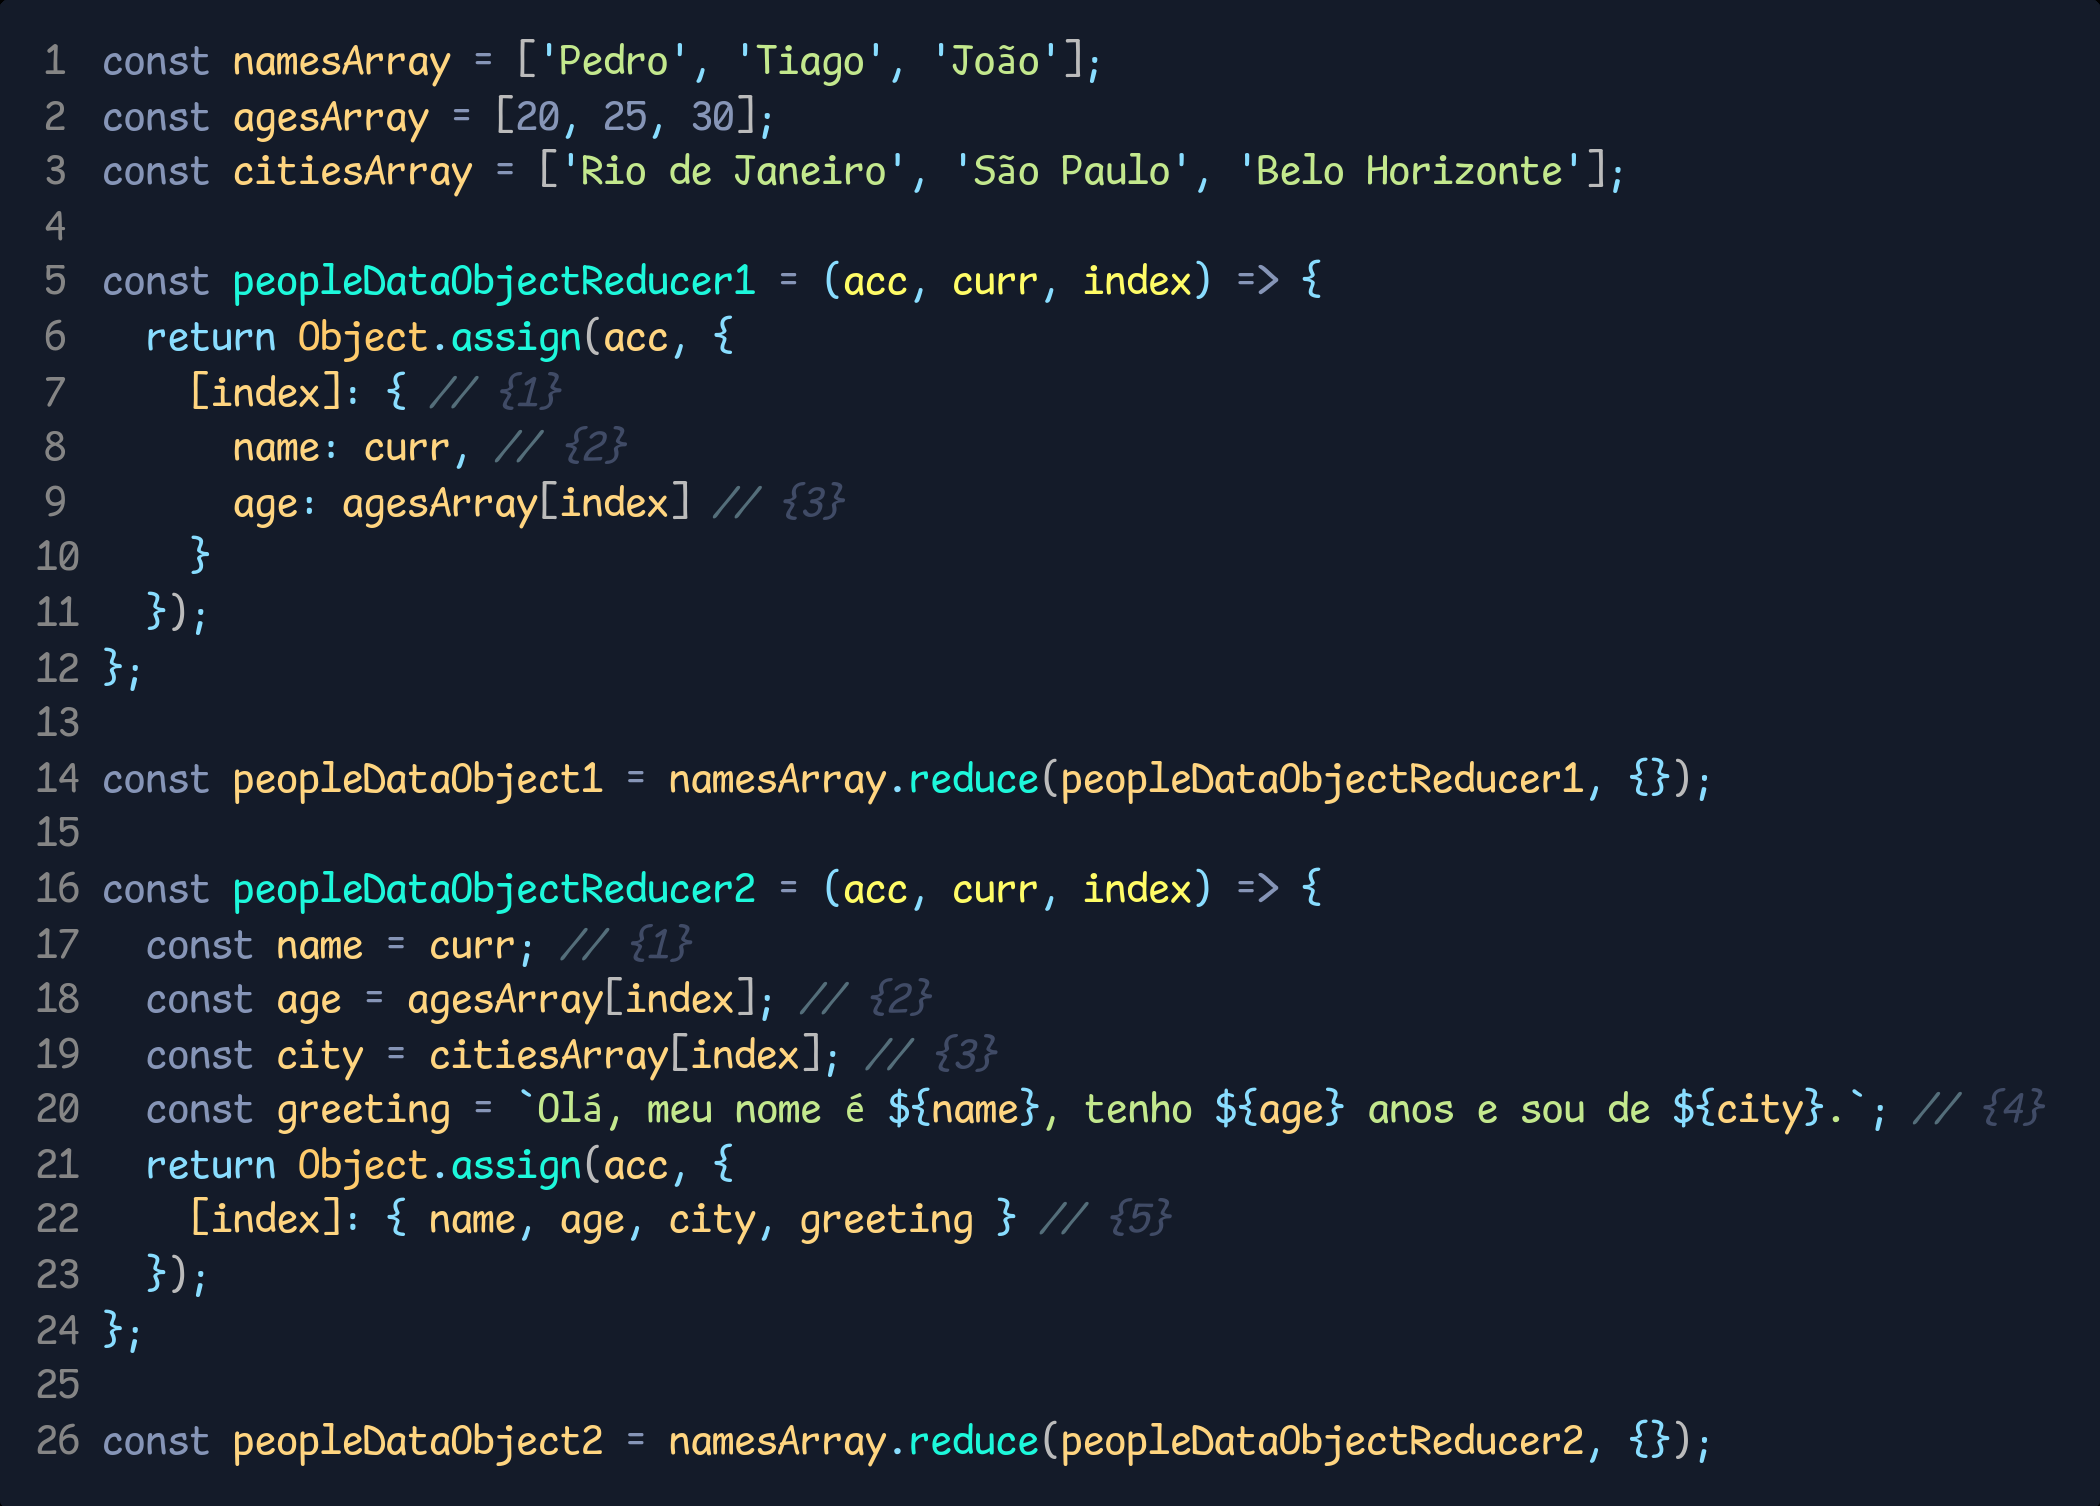 1 const namesArray = ['Pedro', 'Tiago', 'João'];
2 const agesArray = [20, 25, 30];
3 const citiesArray = ['Rio de Janeiro', 'São Paulo', 'Belo Horizonte'];
4
5 const peopleDataObjectReducer1 = (acc, curr, index) => {
6   return Object.assign(acc, {
7     [index]: { // {1}
8       name: curr, // {2}
9       age: agesArray[index] // {3}
10     }
11   });
12 };
13
14 const peopleDataObject1 = namesArray.reduce(peopleDataObjectReducer1, {});
15
16 const peopleDataObjectReducer2 = (acc, curr, index) => {
17   const name = curr; // {1}
18   const age = agesArray[index]; // {2}
19   const city = citiesArray[index]; // {3}
20   const greeting = `Olá, meu nome é ${name}, tenho ${age} anos e sou de ${city}.`; // {4}
21   return Object.assign(acc, {
22     [index]: { name, age, city, greeting } // {5}
23   });
24 };
25
26 const peopleDataObject2 = namesArray.reduce(peopleDataObjectReducer2, {});